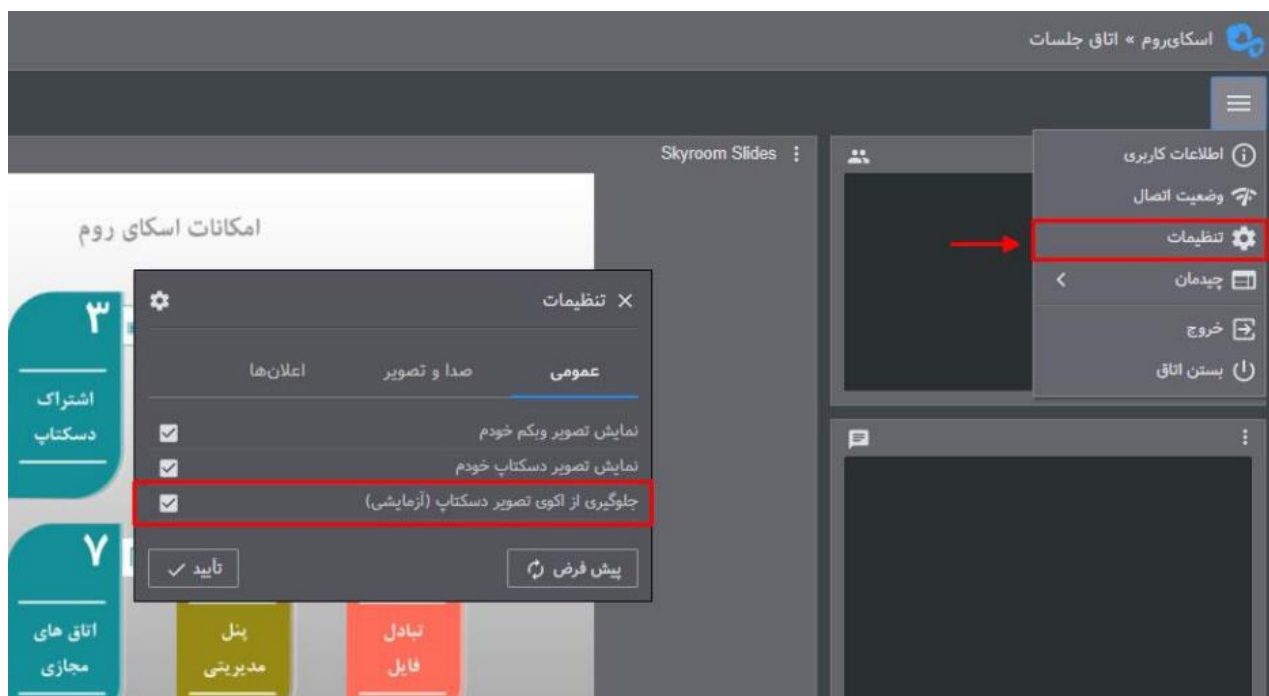 اسکای‌روم » اتاق جلسات
اطلاعات کاربری
وضعیت اتصال
تنظیمات
چیدمان
خروج
بستن اتاق
Skyroom Slides
امکانات اسکای روم
۳
اشتراک
دسکتاپ
۷
اتاق های
مجازی
پنل
مدیریتی
تبادل
فایل
تنظیمات
عمومی
صدا و تصویر
اعلان‌ها
نمایش تصویر وبکم خودم
نمایش تصویر دسکتاپ خودم
جلوگیری از اکوی تصویر دسکتاپ (آزمایشی)
پیش فرض
تأیید